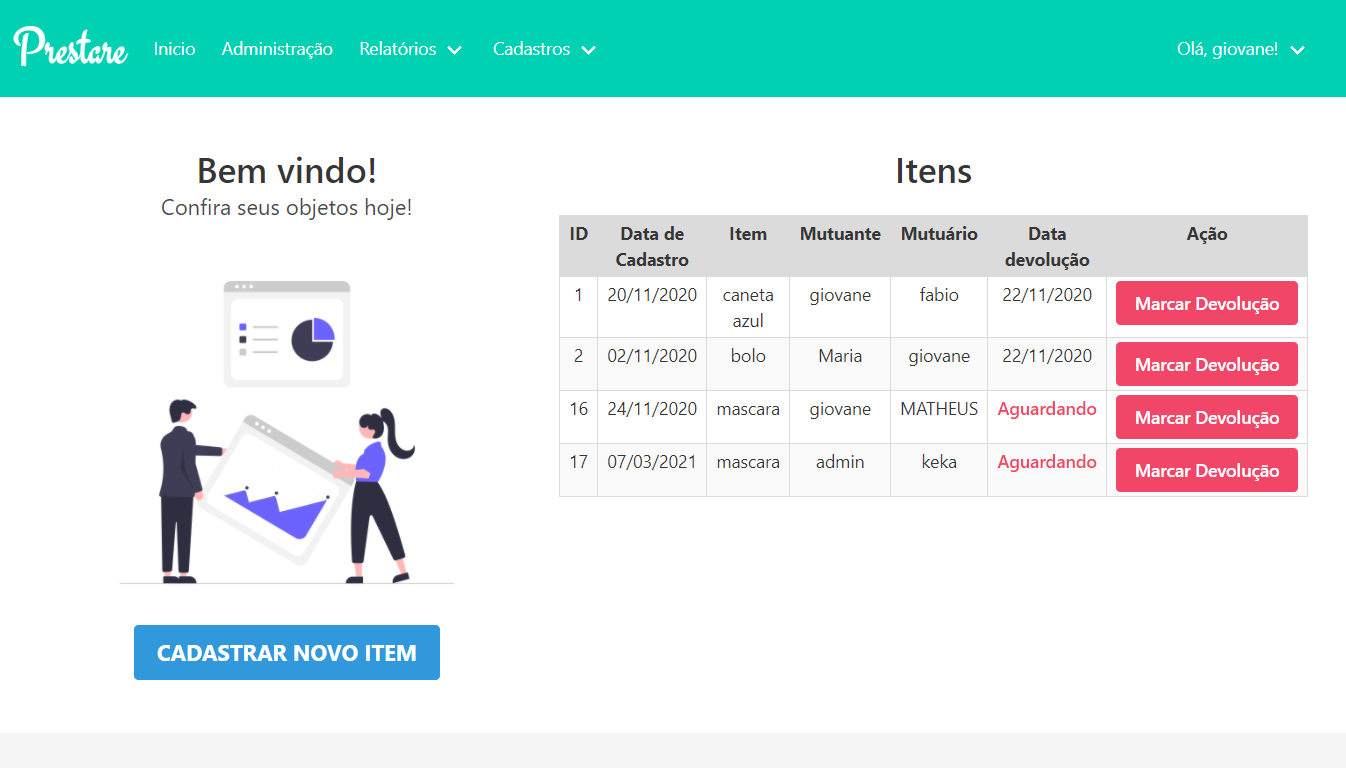 Prestare Inicio Administração Relatórios Cadastros Olá, giovane!
Bem vindo!
Confira seus objetos hoje!
CADASTRAR NOVO ITEM
Itens
ID Data de Cadastro Item Mutuante Mutuário Data devolução Ação
1 20/11/2020 caneta azul giovane fabio 22/11/2020 Marcar Devolução
2 02/11/2020 bolo Maria giovane 22/11/2020 Marcar Devolução
16 24/11/2020 mascara giovane MATHEUS Aguardando Marcar Devolução
17 07/03/2021 mascara admin keka Aguardando Marcar Devolução